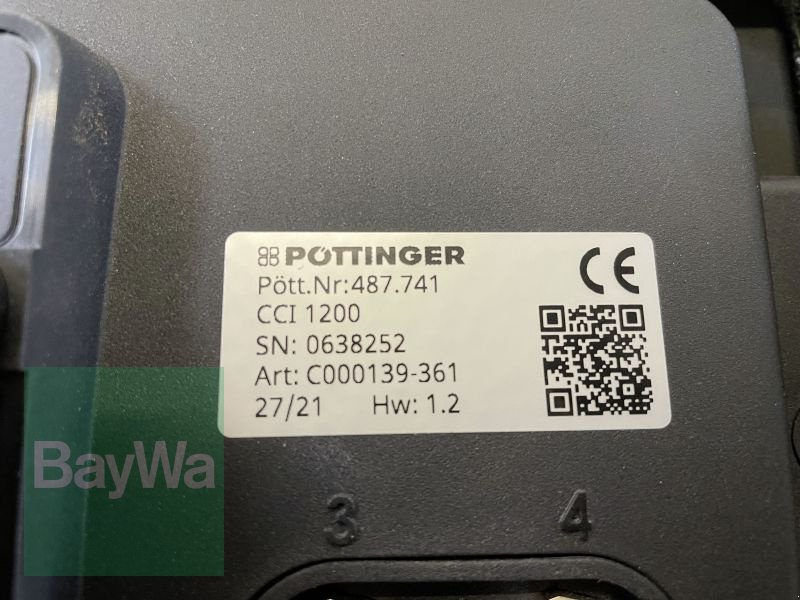 PÖTTINGER
Pött.Nr:487.741
CCI 1200
SN: 0638252
Art: C000139-361
27/21 Hw: 1.2
CE
BayWa
3 4